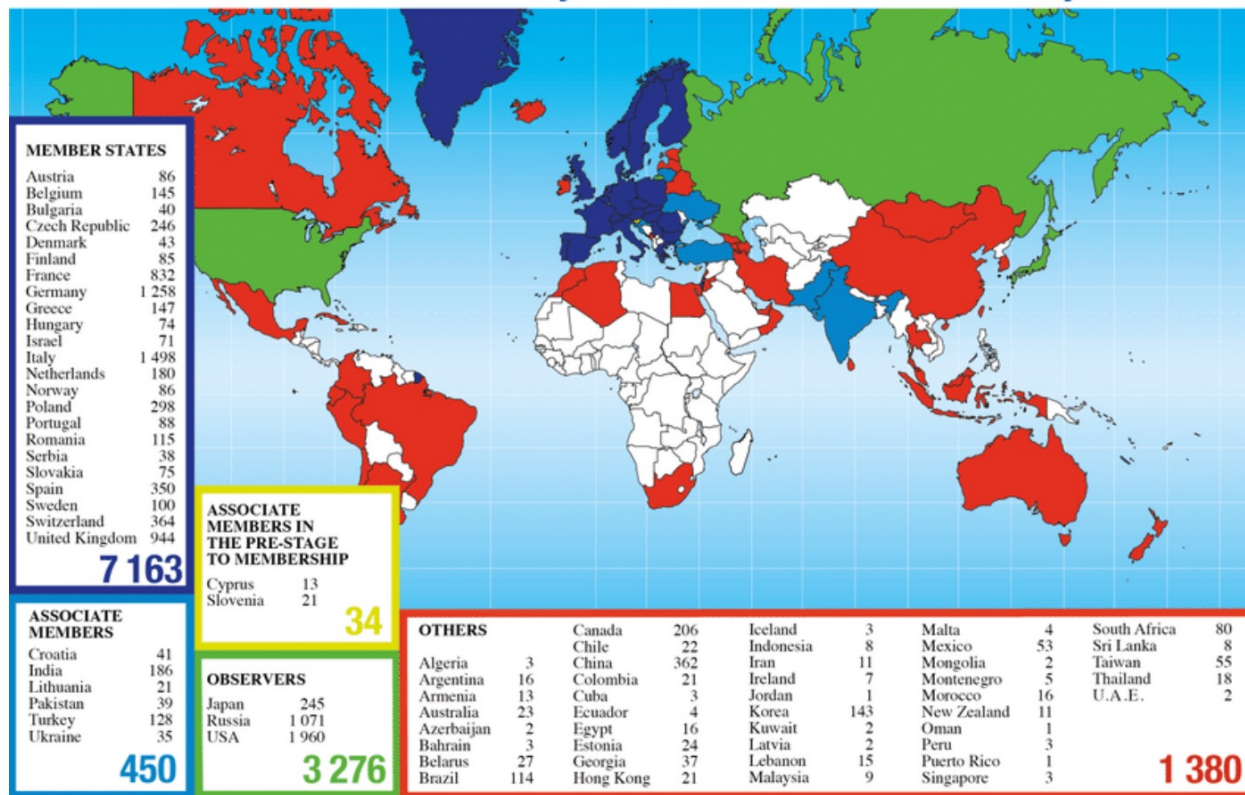 MEMBER STATES
Austria 86
Belgium 145
Bulgaria 40
Czech Republic 246
Denmark 43
Finland 85
France 832
Germany 1 258
Greece 147
Hungary 74
Israel 71
Italy 1 498
Netherlands 180
Norway 86
Poland 298
Portugal 88
Romania 115
Serbia 38
Slovakia 75
Spain 350
Sweden 100
Switzerland 364
United Kingdom 944
7 163
ASSOCIATE
MEMBERS
Croatia 41
India 186
Lithuania 21
Pakistan 39
Turkey 128
Ukraine 35
450
ASSOCIATE
MEMBERS IN
THE PRE-STAGE
TO MEMBERSHIP
Cyprus 13
Slovenia 21
34
OBSERVERS
Japan 245
Russia 1 071
USA 1 960
3 276
OTHERS
Algeria 3
Argentina 16
Armenia 13
Australia 23
Azerbaijan 2
Bahrain 3
Belarus 27
Brazil 114
Canada 206
Chile 22
China 362
Colombia 21
Cuba 3
Ecuador 4
Egypt 16
Estonia 24
Georgia 37
Hong Kong 21
Iceland 3
Indonesia 8
Iran 11
Ireland 7
Jordan 1
Korea 143
Kuwait 2
Latvia 2
Lebanon 15
Malaysia 9
Malta 4
Mexico 53
Mongolia 2
Montenegro 5
Morocco 16
New Zealand 11
Oman 1
Peru 3
Puerto Rico 1
Singapore 3
South Africa 80
Sri Lanka 8
Taiwan 55
Thailand 18
U.A.E. 2
1 380